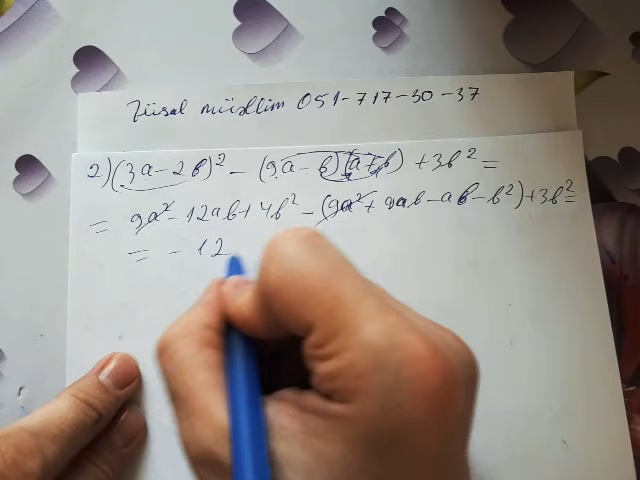 Züsal müəllim 051-717-30-37
2) (3a - 2b)² - (9a - b)(a + b) + 3b² =
= 9a² - 12ab + 4b² - (9a² + 9ab - ab - b²) + 3b² =
= - 12